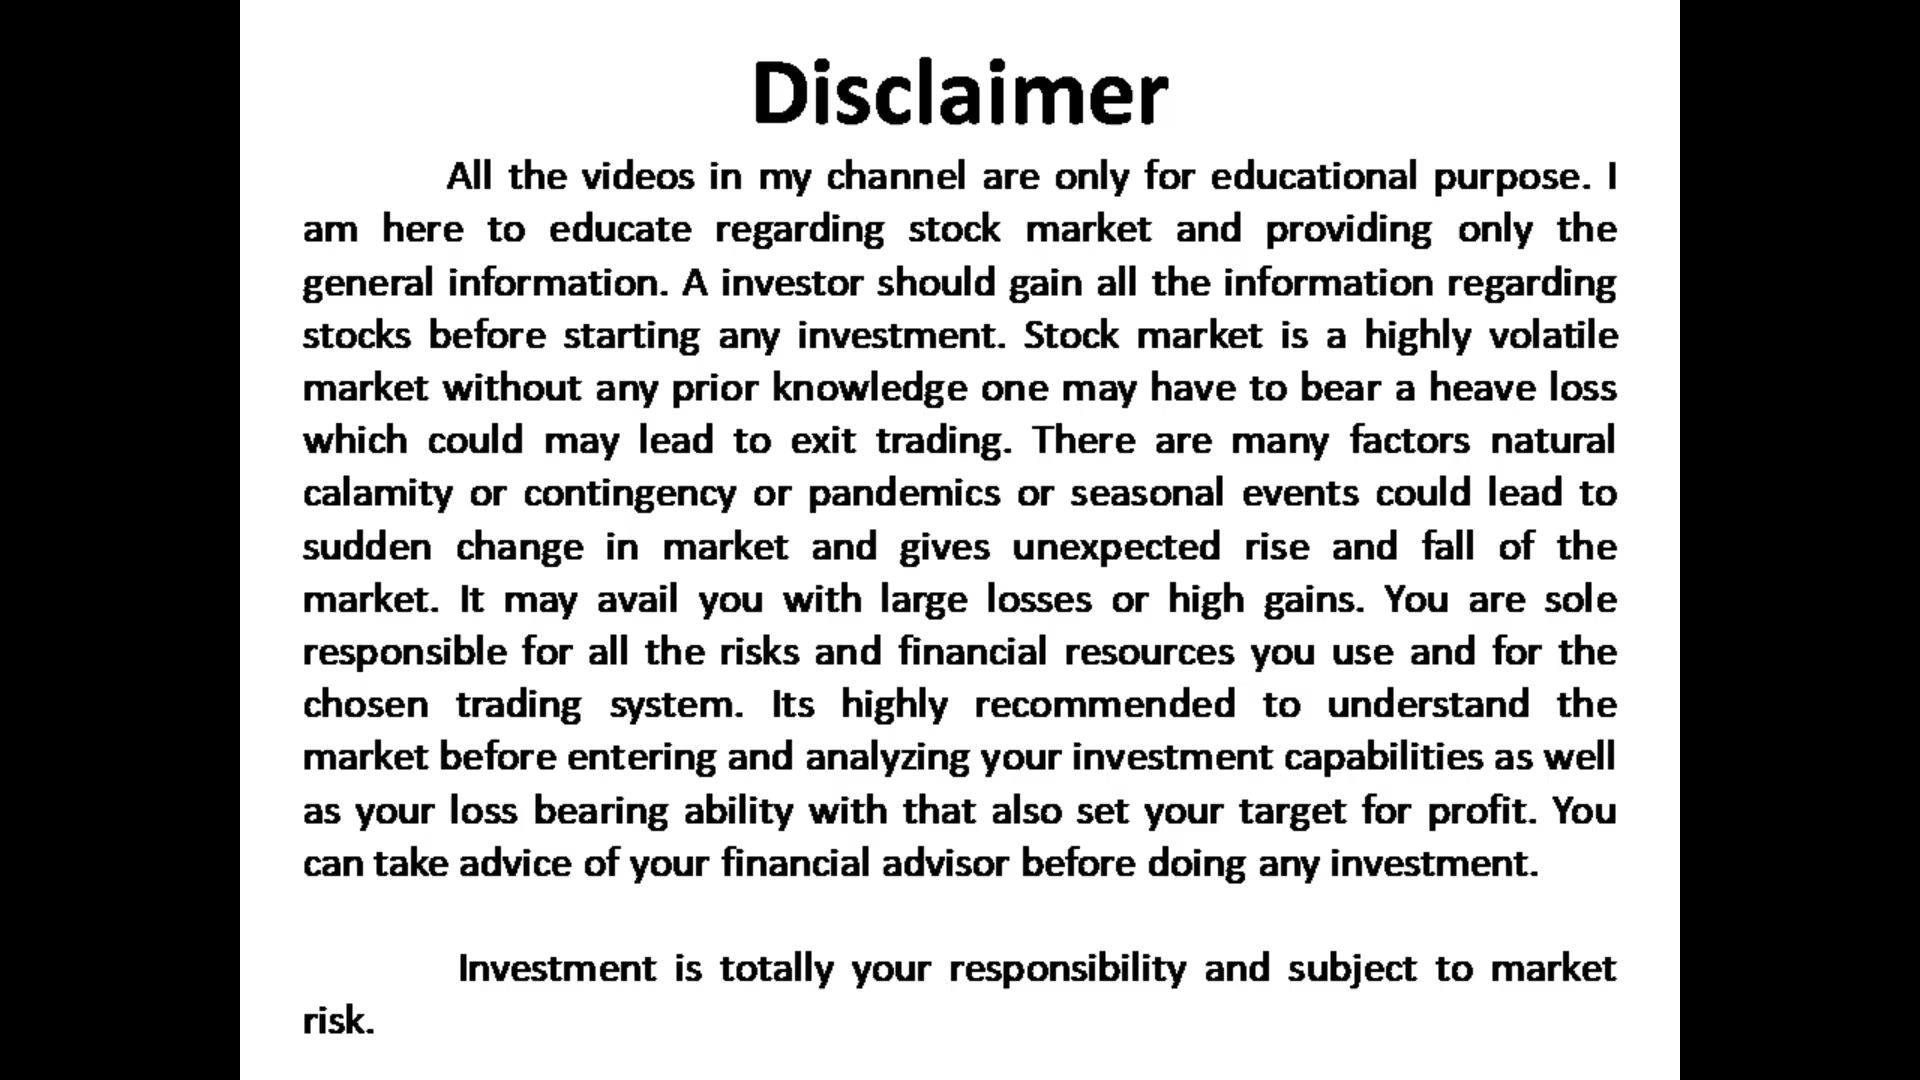 Disclaimer
All the videos in my channel are only for educational purpose. I
am here to educate regarding stock market and providing only the
general information. A investor should gain all the information regarding
stocks before starting any investment. Stock market is a highly volatile
market without any prior knowledge one may have to bear a heave loss
which could may lead to exit trading. There are many factors natural
calamity or contingency or pandemics or seasonal events could lead to
sudden change in market and gives unexpected rise and fall of the
market. It may avail you with large losses or high gains. You are sole
responsible for all the risks and financial resources you use and for the
chosen trading system. Its highly recommended to understand the
market before entering and analyzing your investment capabilities as well
as your loss bearing ability with that also set your target for profit. You
can take advice of your financial advisor before doing any investment.
Investment is totally your responsibility and subject to market
risk.